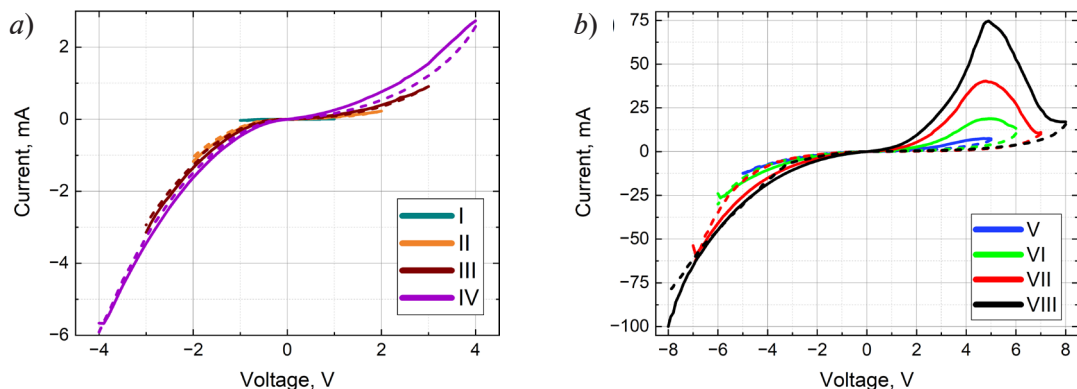 a)
Current, mA
2
0
−2
−4
−6
−4
−2
0
2
4
Voltage, V
I
II
III
IV
b)
Current, mA
75
50
25
0
−25
−50
−75
−100
−8
−6
−4
−2
0
2
4
6
8
Voltage, V
V
VI
VII
VIII